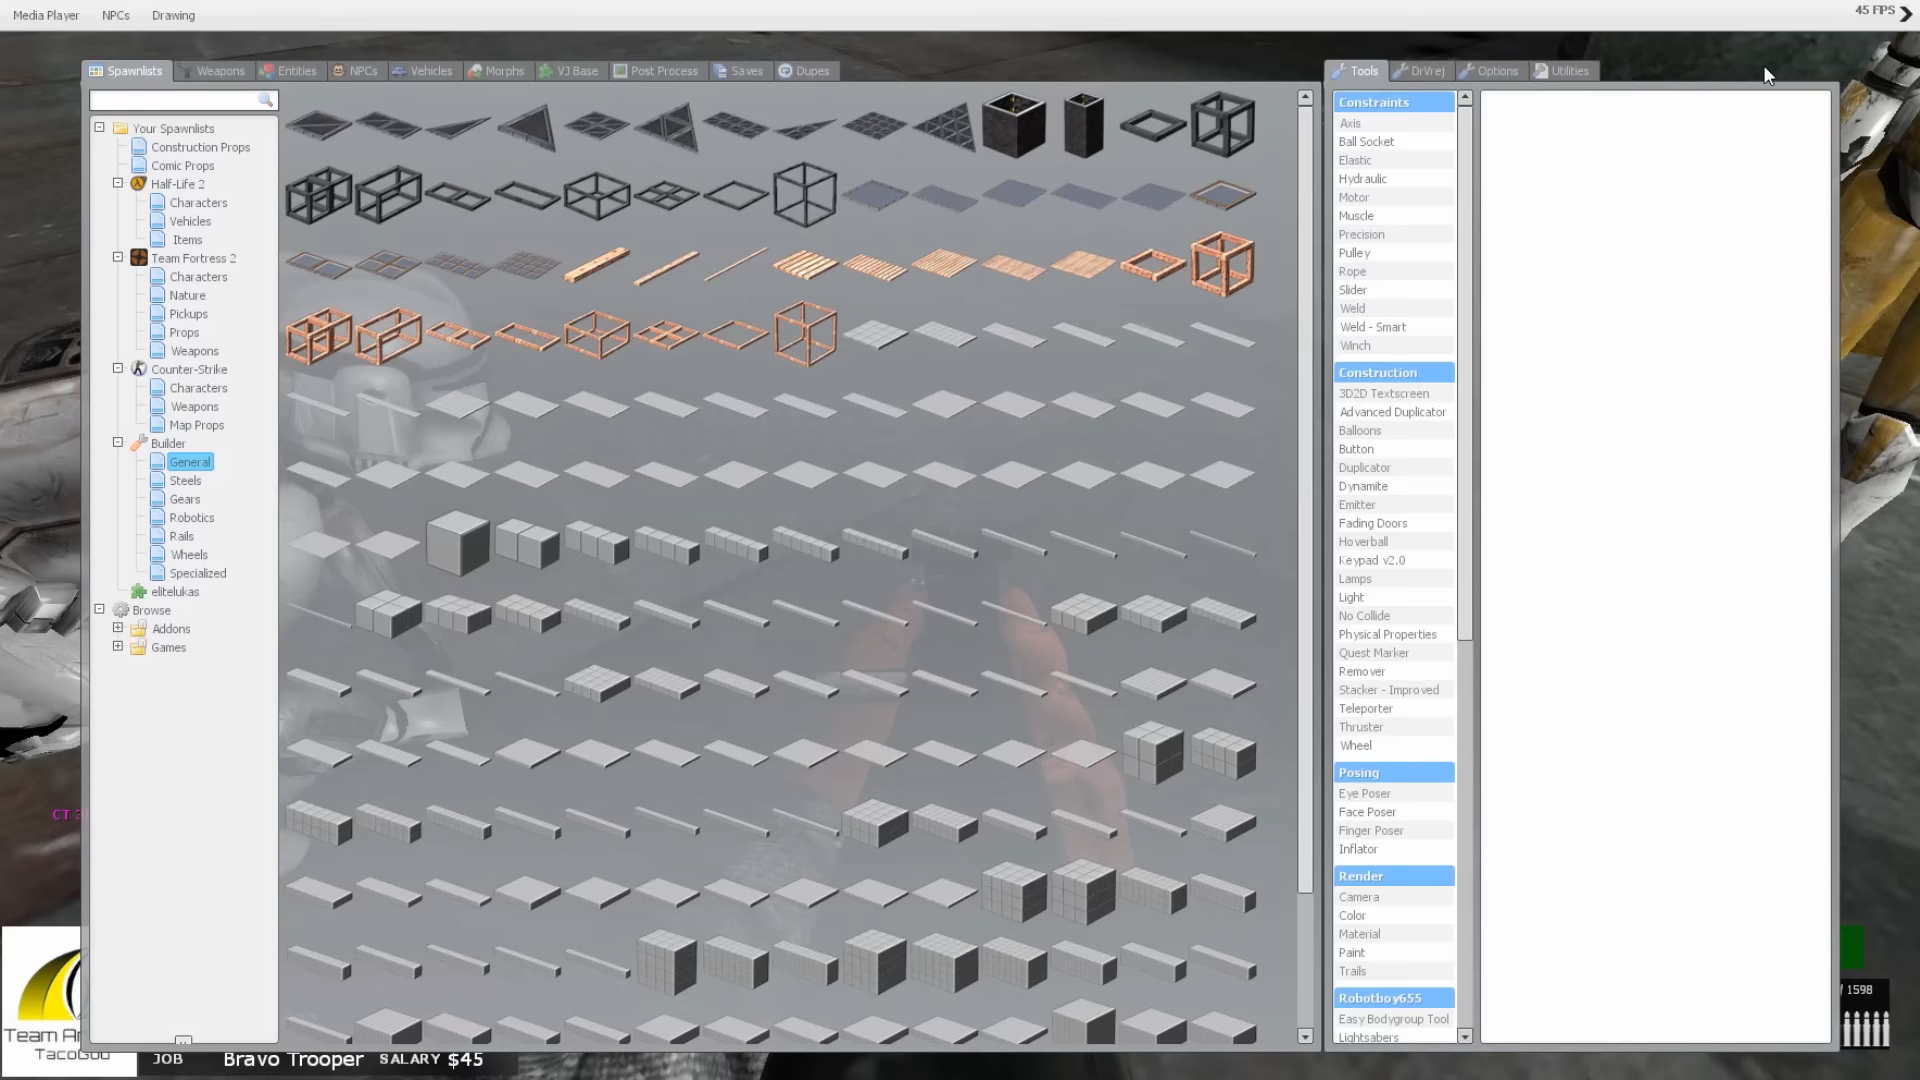 Media Player NPCs Drawing
45 FPS
Spawnlists Weapons Entities NPCs Vehicles Morphs VJ Base Post Process Saves Dupes
Tools DrVrej Options Utilities
Your Spawnlists
Construction Props
Comic Props
Half-Life 2
Characters
Vehicles
Items
Team Fortress 2
Characters
Nature
Pickups
Props
Weapons
Counter-Strike
Characters
Weapons
Map Props
Builder
General
Steels
Gears
Robotics
Rails
Wheels
Specialized
elitelukas
Browse
Addons
Games
Constraints
Axis
Ball Socket
Elastic
Hydraulic
Motor
Muscle
Precision
Pulley
Rope
Slider
Weld
Weld - Smart
Winch
Construction
3D2D Textscreen
Advanced Duplicator
Balloons
Button
Duplicator
Dynamite
Emitter
Fading Doors
Hoverball
Keypad v2.0
Lamps
Light
No Collide
Physical Properties
Quest Marker
Remover
Stacker - Improved
Teleporter
Thruster
Wheel
Posing
Eye Poser
Face Poser
Finger Poser
Inflator
Render
Camera
Color
Material
Paint
Trails
Robotboy655
Easy Bodygroup Tool
Lightsabers
CT
/ 1598
Team
TacoGuu
JOB Bravo Trooper SALARY $45